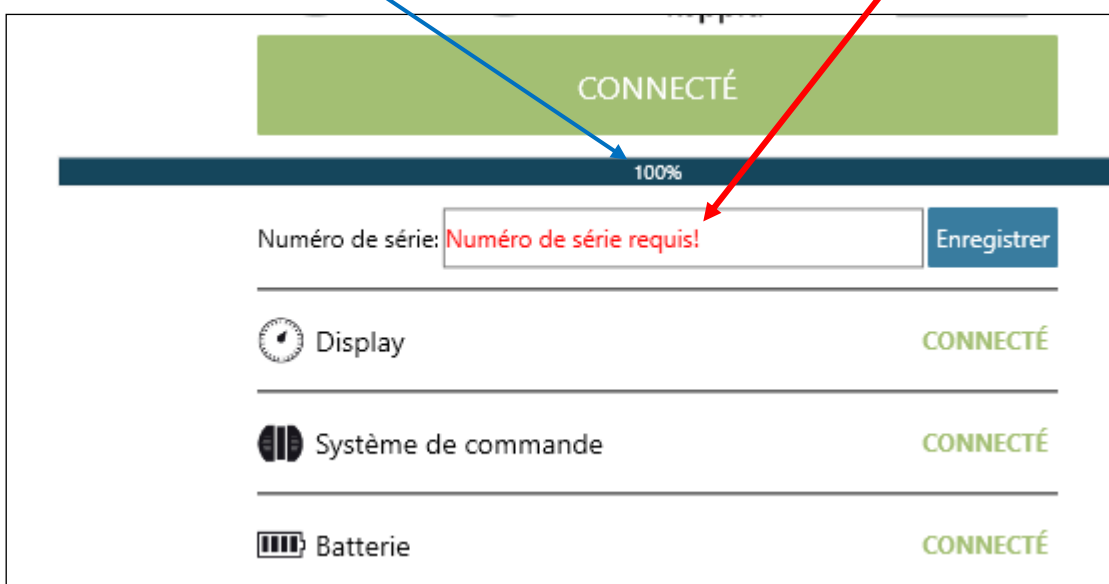 CONNECTÉ
100%
Numéro de série: Numéro de série requis! Enregistrer
Display CONNECTÉ
Système de commande CONNECTÉ
Batterie CONNECTÉ